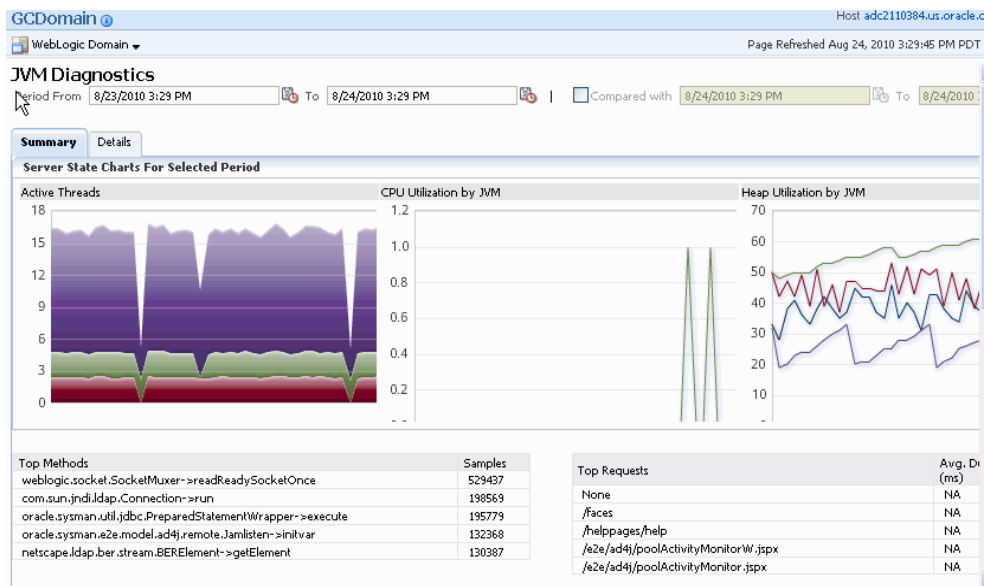 GCDomain
Host adc2110384.us.oracle.c
WebLogic Domain
Page Refreshed Aug 24, 2010 3:29:45 PM PDT
JVM Diagnostics
Period From 8/23/2010 3:29 PM To 8/24/2010 3:29 PM | Compared with 8/24/2010 3:29 PM To 8/24/2010
Summary Details
Server State Charts For Selected Period
Active Threads
18
15
12
9
6
3
0
CPU Utilization by JVM
1.2
1.0
0.8
0.6
0.4
0.2
Heap Utilization by JVM
70
60
50
40
30
20
10
Top Methods Samples
weblogic.socket.SocketMuxer->readReadySocketOnce 529437
com.sun.jndi.ldap.Connection->run 198569
oracle.sysman.util.jdbc.PreparedStatementWrapper->execute 195779
oracle.sysman.e2e.model.ad4j.remote.Jamlisten->initvar 132368
netscape.ldap.ber.stream.BERElement->getElement 130387
Top Requests Avg. Du
(ms)
None NA
/faces NA
/helppages/help NA
/e2e/ad4j/poolActivityMonitorW.jspx NA
/e2e/ad4j/poolActivityMonitor.jspx NA